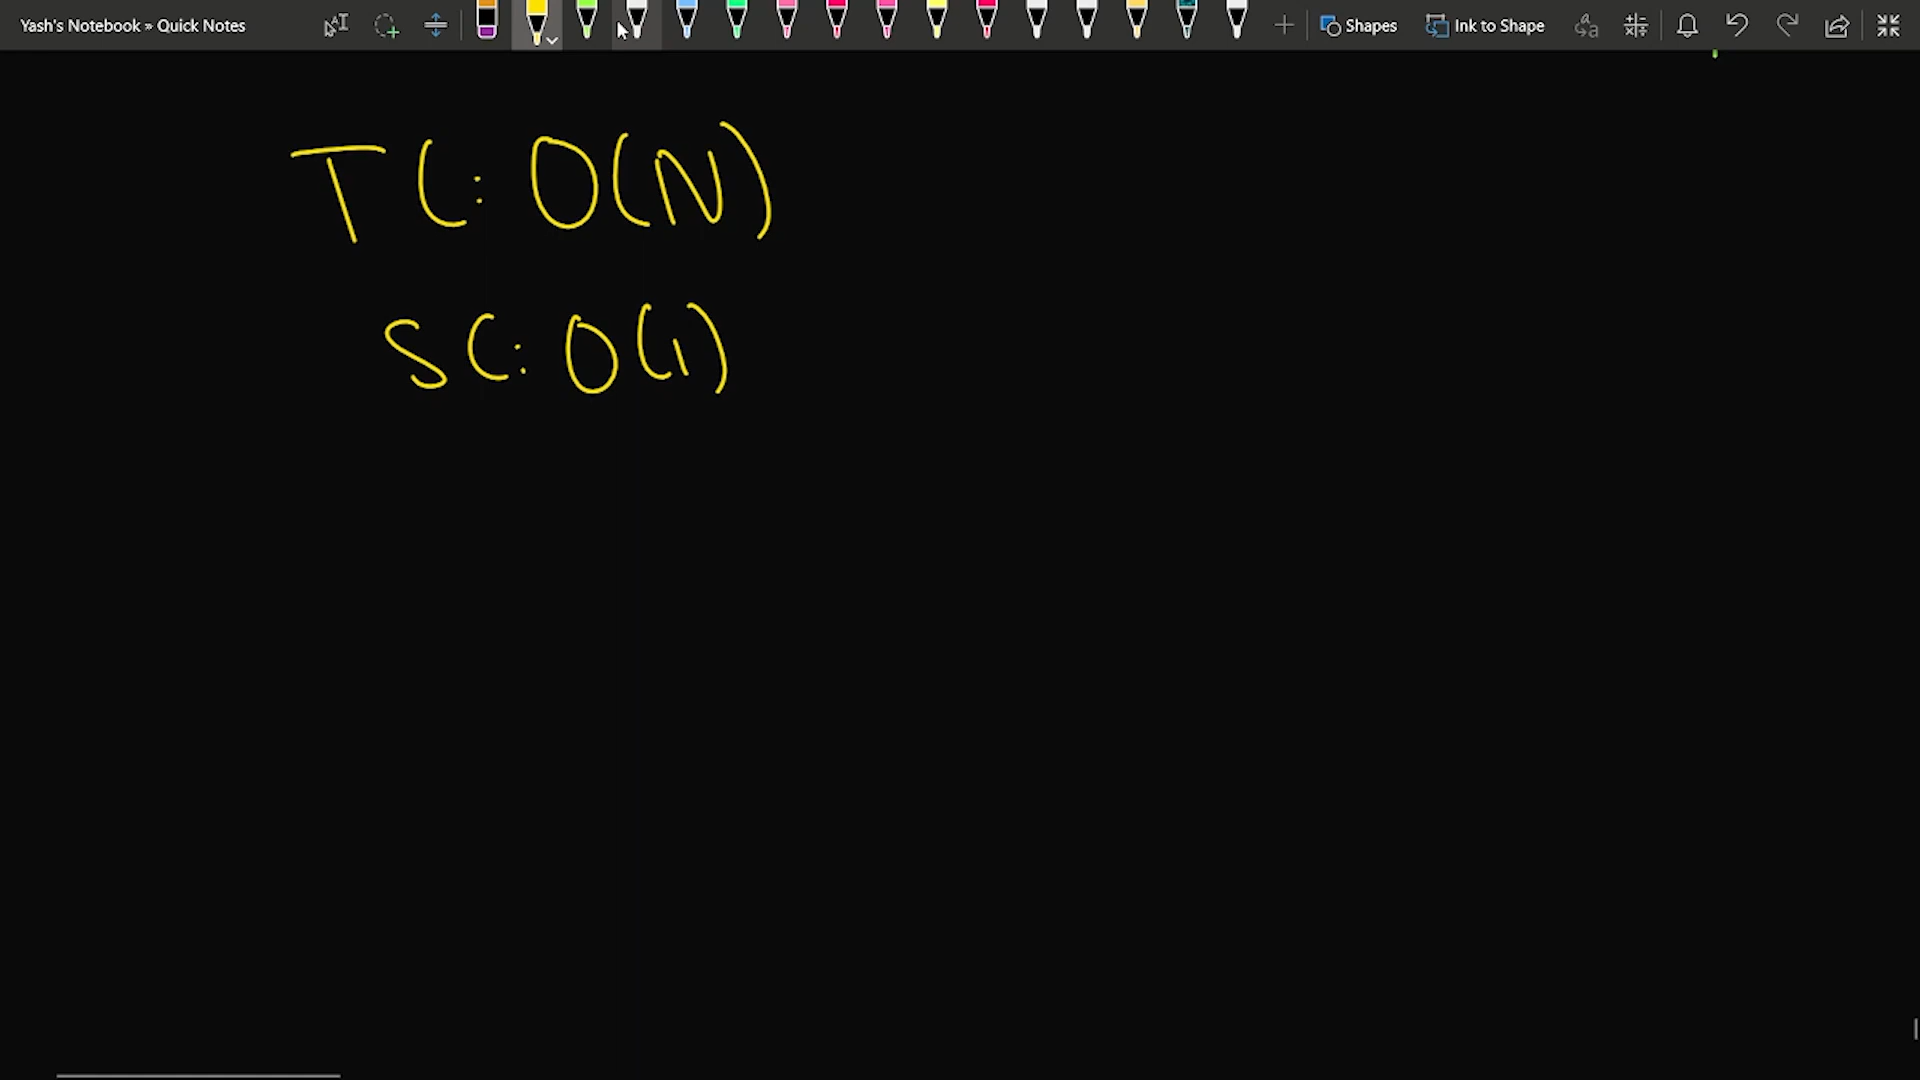 Yash's Notebook » Quick Notes
Shapes
Ink to Shape
TC: O(N)
SC: O(1)